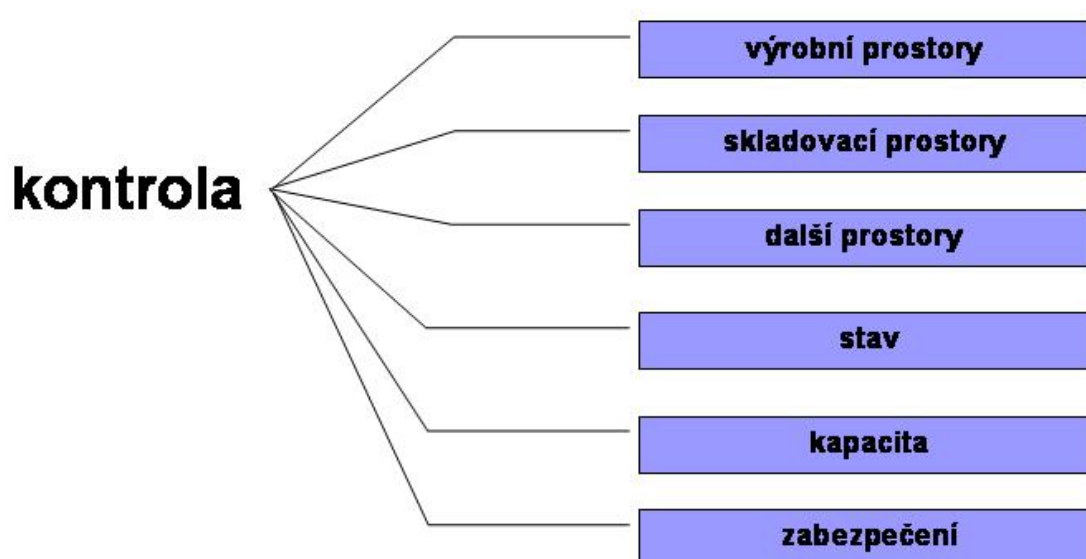 kontrola
výrobní prostory
skladovací prostory
další prostory
stav
kapacita
zabezpečení